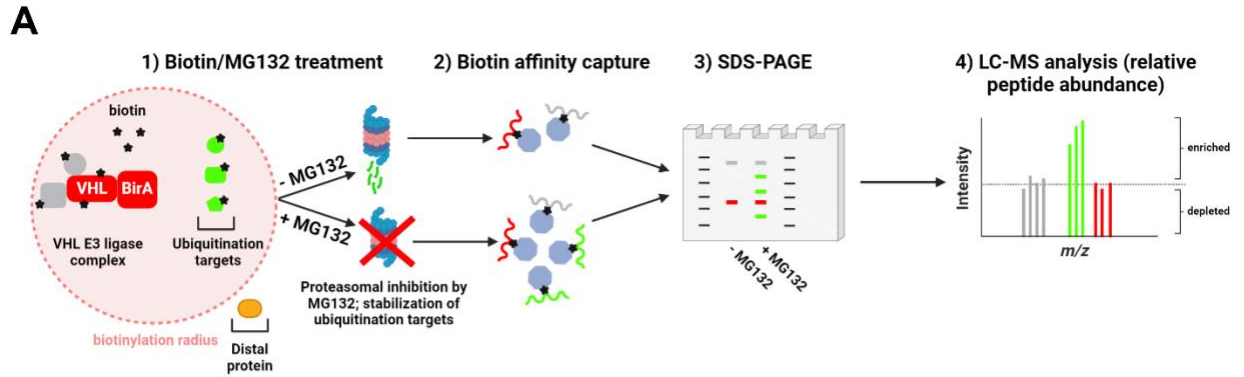 A
1) Biotin/MG132 treatment
2) Biotin affinity capture
3) SDS-PAGE
4) LC-MS analysis (relative
peptide abundance)
biotin
VHL
BirA
VHL E3 ligase
complex
Ubiquitination
targets
- MG132
+ MG132
Proteasomal inhibition by
MG132; stabilization of
ubiquitination targets
biotinylation radius
Distal
protein
- MG132
+ MG132
Intensity
m/z
enriched
depleted